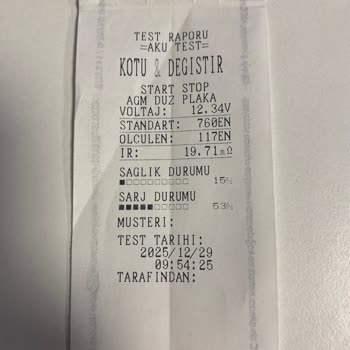 TEST RAPORU
=AKU TEST=
KOTU & DEGISTIR
START STOP
AGM DUZ PLAKA
VOLTAJ: 12.34V
STANDART: 760EN
OLCULEN: 117EN
IR: 19.71mΩ
SAGLIK DURUMU
15%
SARJ DURUMU
53%
MUSTERI:
TEST TARIHI:
2025/12/29
09:54:25
TARAFINDAN: